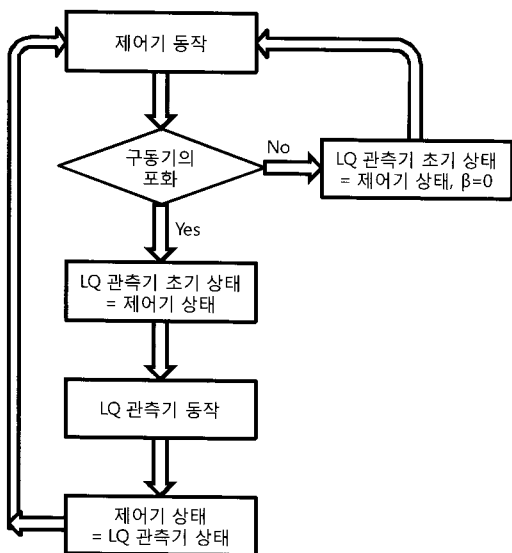 제어기 동작
구동기의
포화
No
LQ 관측기 초기 상태
= 제어기 상태, β=0
Yes
LQ 관측기 초기 상태
= 제어기 상태
LQ 관측기 동작
제어기 상태
= LQ 관측기 상태